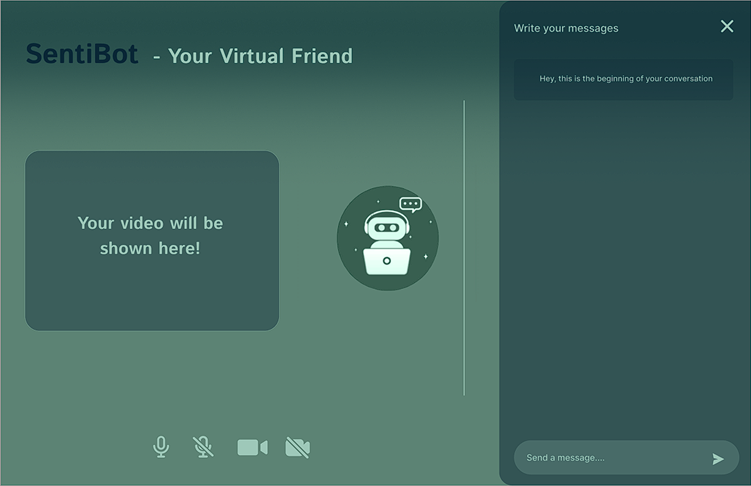 SentiBot - Your Virtual Friend
Your video will be
shown here!
Write your messages
Hey, this is the beginning of your conversation
Send a message....